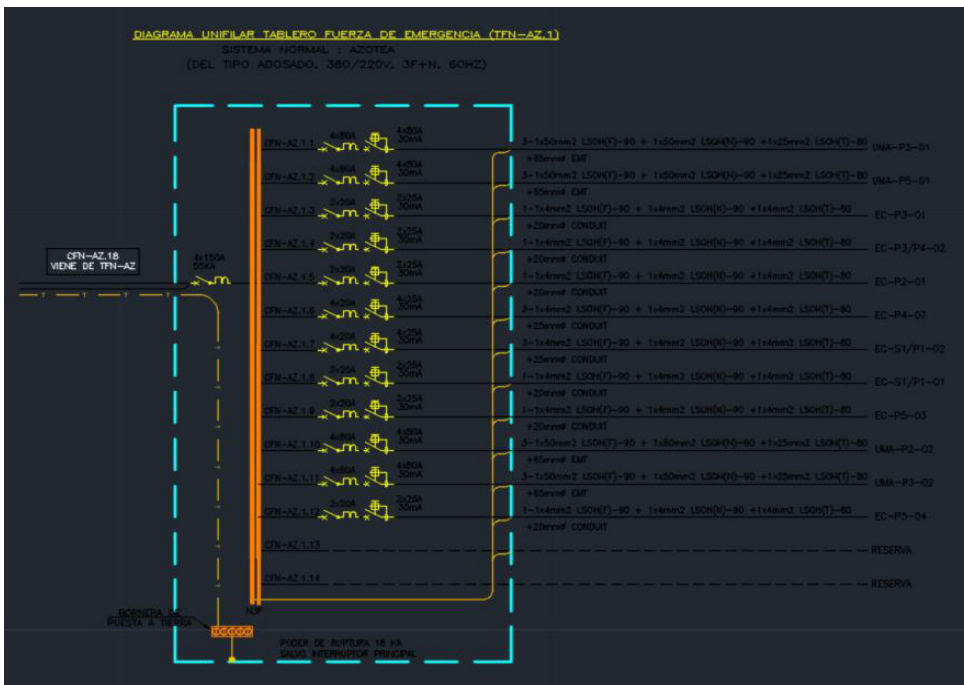 DIAGRAMA UNIFILAR TABLERO FUERZA DE EMERGENCIA (TFN-AZ.1)
SISTEMA NORMAL : AZOTEA
(DEL TIPO ADOSADO, 380/220V, 3F+N, 60HZ)
CFN-AZ.18
VIENE DE TFN-AZ
4x150A
55KA
CFN-AZ.1.1 4x80A 4x80A 30mA 3-1x50mm2 LSOH(F)-90 + 1x50mm2 LSOH(N)-90 +1x25mm2 LSOH(T)-80 UMA-P3-01
+65mmø EMT
CFN-AZ.1.2 4x80A 4x80A 30mA 3-1x50mm2 LSOH(F)-90 + 1x50mm2 LSOH(N)-90 +1x25mm2 LSOH(T)-80 UMA-P5-01
+65mmø EMT
CFN-AZ.1.3 2x20A 2x25A 30mA 1-1x4mm2 LSOH(F)-90 + 1x4mm2 LSOH(N)-90 +1x4mm2 LSOH(T)-80 EC-P3-01
+20mmø CONDUIT
CFN-AZ.1.4 2x20A 2x25A 30mA 1-1x4mm2 LSOH(F)-90 + 1x4mm2 LSOH(N)-90 +1x4mm2 LSOH(T)-80 EC-P3/P4-02
+20mmø CONDUIT
CFN-AZ.1.5 2x20A 2x25A 30mA 1-1x4mm2 LSOH(F)-90 + 1x4mm2 LSOH(N)-90 +1x4mm2 LSOH(T)-80 EC-P2-01
+20mmø CONDUIT
CFN-AZ.1.6 4x20A 4x25A 30mA 3-1x4mm2 LSOH(F)-90 + 1x4mm2 LSOH(N)-90 +1x4mm2 LSOH(T)-80 EC-P4-07
+25mmø CONDUIT
CFN-AZ.1.7 4x20A 4x25A 30mA 3-1x4mm2 LSOH(F)-90 + 1x4mm2 LSOH(N)-90 +1x4mm2 LSOH(T)-80 EC-S1/P1-02
+25mmø CONDUIT
CFN-AZ.1.8 2x20A 2x25A 30mA 1-1x4mm2 LSOH(F)-90 + 1x4mm2 LSOH(N)-90 +1x4mm2 LSOH(T)-80 EC-S1/P1-01
+20mmø CONDUIT
CFN-AZ.1.9 2x20A 2x25A 30mA 1-1x4mm2 LSOH(F)-90 + 1x4mm2 LSOH(N)-90 +1x4mm2 LSOH(T)-80 EC-P5-03
+20mmø CONDUIT
CFN-AZ.1.10 4x80A 4x80A 30mA 3-1x50mm2 LSOH(F)-90 + 1x50mm2 LSOH(N)-90 +1x25mm2 LSOH(T)-80 UMA-P2-02
+65mmø EMT
CFN-AZ.1.11 4x80A 4x80A 30mA 3-1x50mm2 LSOH(F)-90 + 1x50mm2 LSOH(N)-90 +1x25mm2 LSOH(T)-80 UMA-P3-02
+65mmø EMT
CFN-AZ.1.12 2x20A 2x25A 30mA 1-1x4mm2 LSOH(F)-90 + 1x4mm2 LSOH(N)-90 +1x4mm2 LSOH(T)-80 EC-P5-04
+20mmø CONDUIT
CFN-AZ.1.13 RESERVA
CFN-AZ.1.14 RESERVA
BORNERA DE
PUESTA A TIERRA
PODER DE RUPTURA 18 KA
SALVO INTERRUPTOR PRINCIPAL